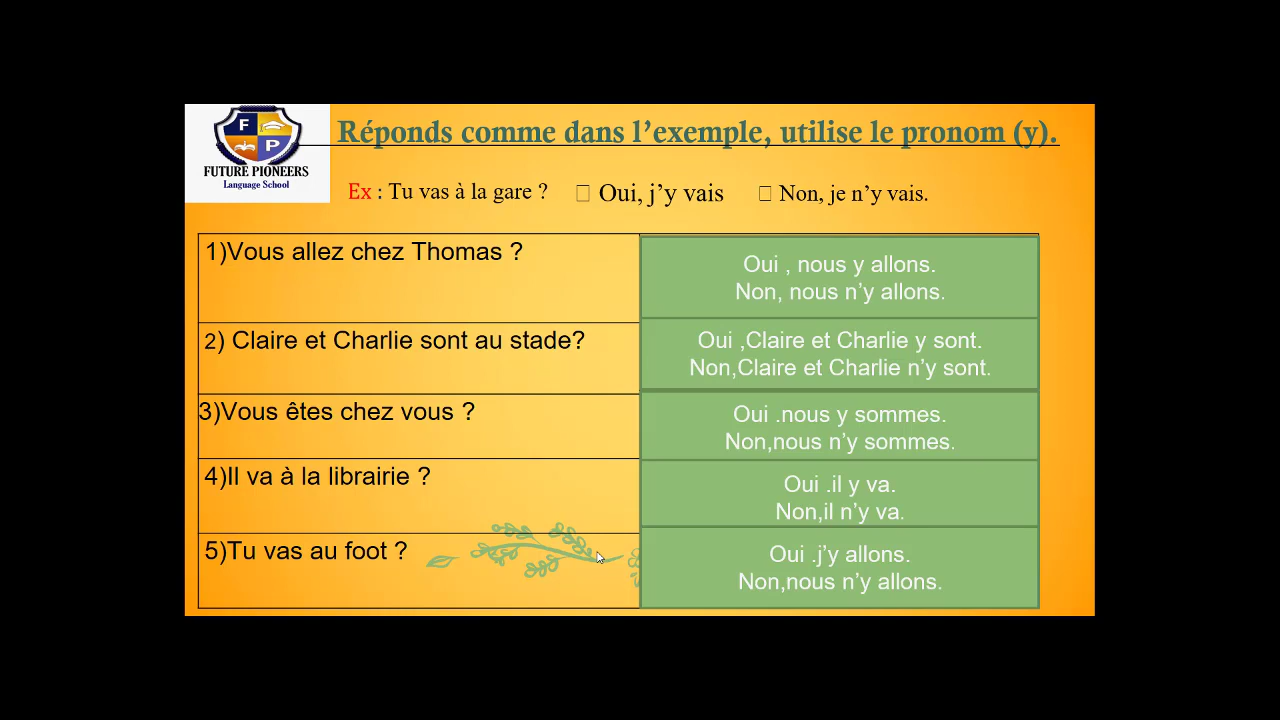 F
P
FUTURE PIONEERS
Language School
Réponds comme dans l’exemple, utilise le pronom (y).
Ex : Tu vas à la gare ? □ Oui, j’y vais □ Non, je n’y vais.
1)Vous allez chez Thomas ?
Oui , nous y allons.
Non, nous n’y allons.
2) Claire et Charlie sont au stade?
Oui ,Claire et Charlie y sont.
Non,Claire et Charlie n’y sont.
3)Vous êtes chez vous ?
Oui .nous y sommes.
Non,nous n’y sommes.
4)Il va à la librairie ?
Oui .il y va.
Non,il n’y va.
5)Tu vas au foot ?
Oui .j’y allons.
Non,nous n’y allons.